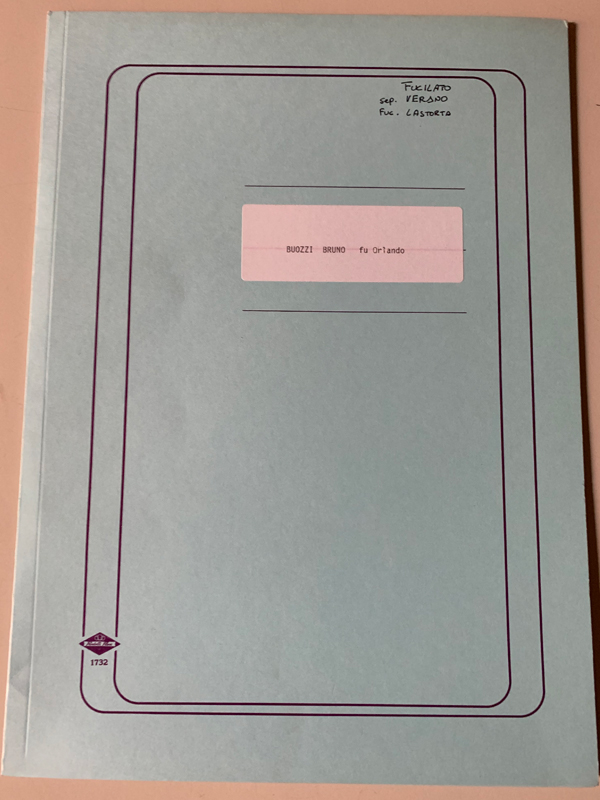 FUCILATO
sep. VERANO
FUC. LASTORTA
BUOZZI BRUNO fu Orlando
1732